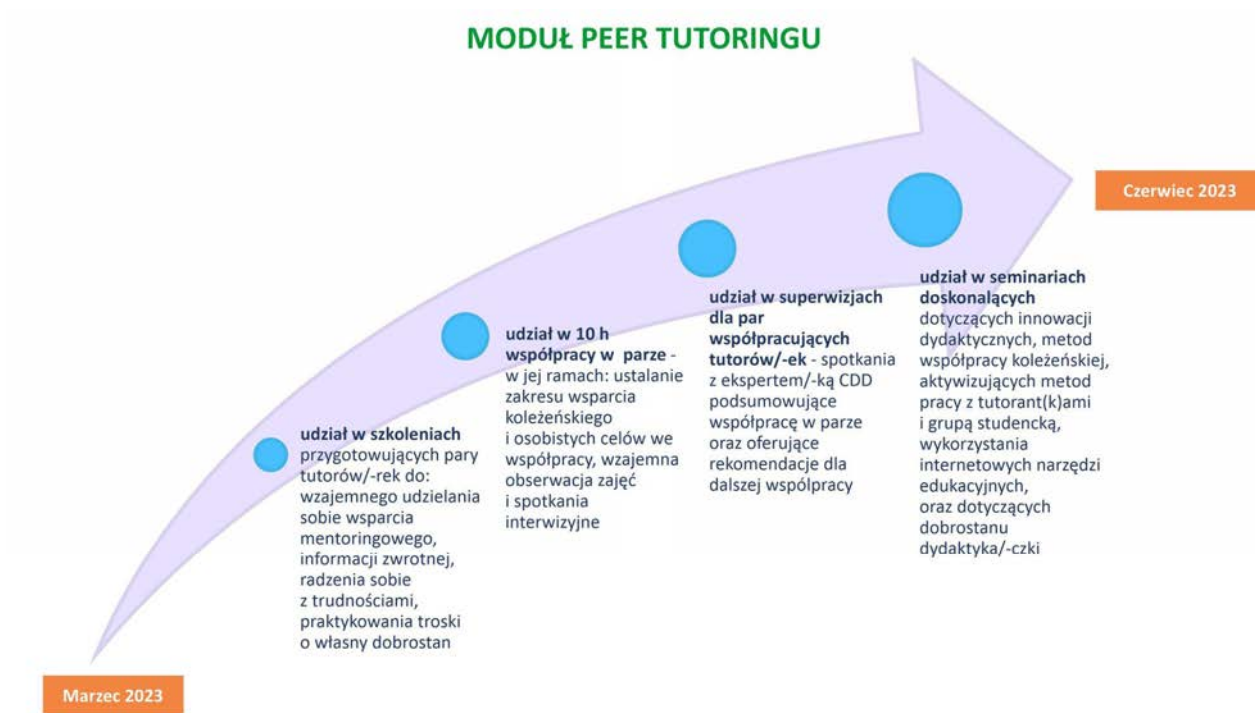 MODUŁ PEER TUTORINGU
Czerwiec 2023
udział w seminariach
doskonalących
dotyczących innowacji
dydaktycznych, metod
współpracy koleżeńskiej,
aktywizujących metod
pracy z tutorant(k)ami
i grupą studencką,
wykorzystania
internetowych narzędzi
edukacyjnych,
oraz dotyczących
dobrostanu
dydaktyka/-czki
udział w superwizjach
dla par
współpracujących
tutorów/-ek - spotkania
z ekspertem/-ką CDD
podsumowujące
współpracę w parze
oraz oferujące
rekomendacje dla
dalszej wspólpracy
udział w 10 h
współpracy w parze -
w jej ramach: ustalanie
zakresu wsparcia
koleżeńskiego
i osobistych celów we
współpracy, wzajemna
obserwacja zajęć
i spotkania
interwizyjne
udział w szkoleniach
przygotowujących pary
tutorów/-rek do:
wzajemnego udzielania
sobie wsparcia
mentoringowego,
informacji zwrotnej,
radzenia sobie
z trudnościami,
praktykowania troski
o własny dobrostan
Marzec 2023